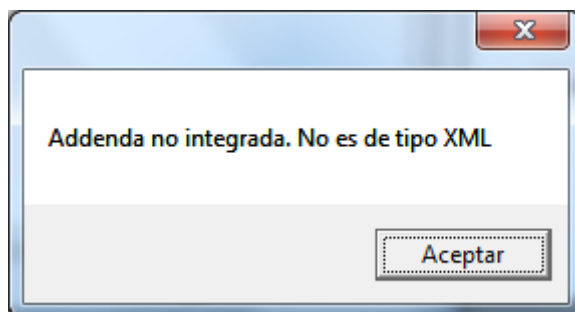 Addenda no integrada. No es de tipo XML
Aceptar